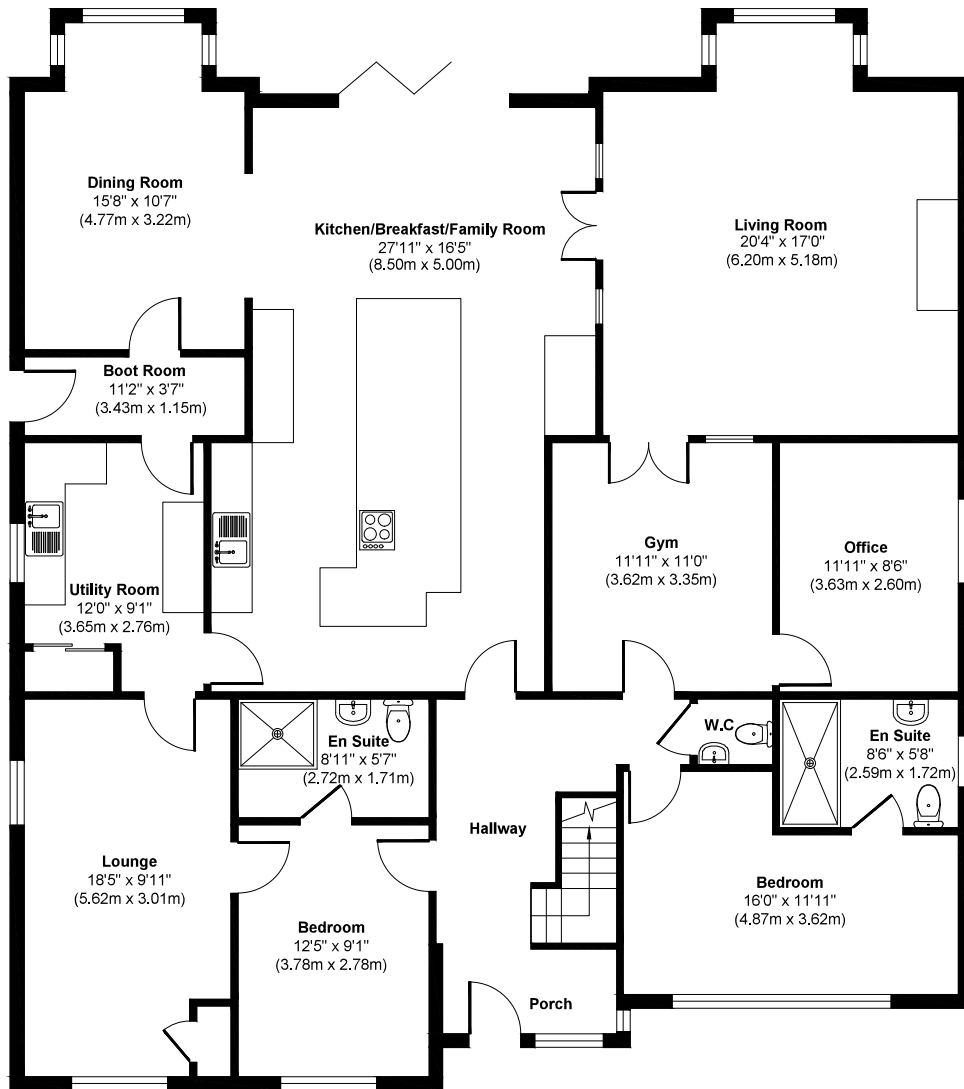 Dining Room
15'8" x 10'7"
(4.77m x 3.22m)
Kitchen/Breakfast/Family Room
27'11" x 16'5"
(8.50m x 5.00m)
Living Room
20'4" x 17'0"
(6.20m x 5.18m)
Boot Room
11'2" x 3'7"
(3.43m x 1.15m)
Utility Room
12'0" x 9'1"
(3.65m x 2.76m)
Gym
11'11" x 11'0"
(3.62m x 3.35m)
Office
11'11" x 8'6"
(3.63m x 2.60m)
En Suite
8'11" x 5'7"
(2.72m x 1.71m)
W.C
En Suite
8'6" x 5'8"
(2.59m x 1.72m)
Hallway
Lounge
18'5" x 9'11"
(5.62m x 3.01m)
Bedroom
12'5" x 9'1"
(3.78m x 2.78m)
Bedroom
16'0" x 11'11"
(4.87m x 3.62m)
Porch